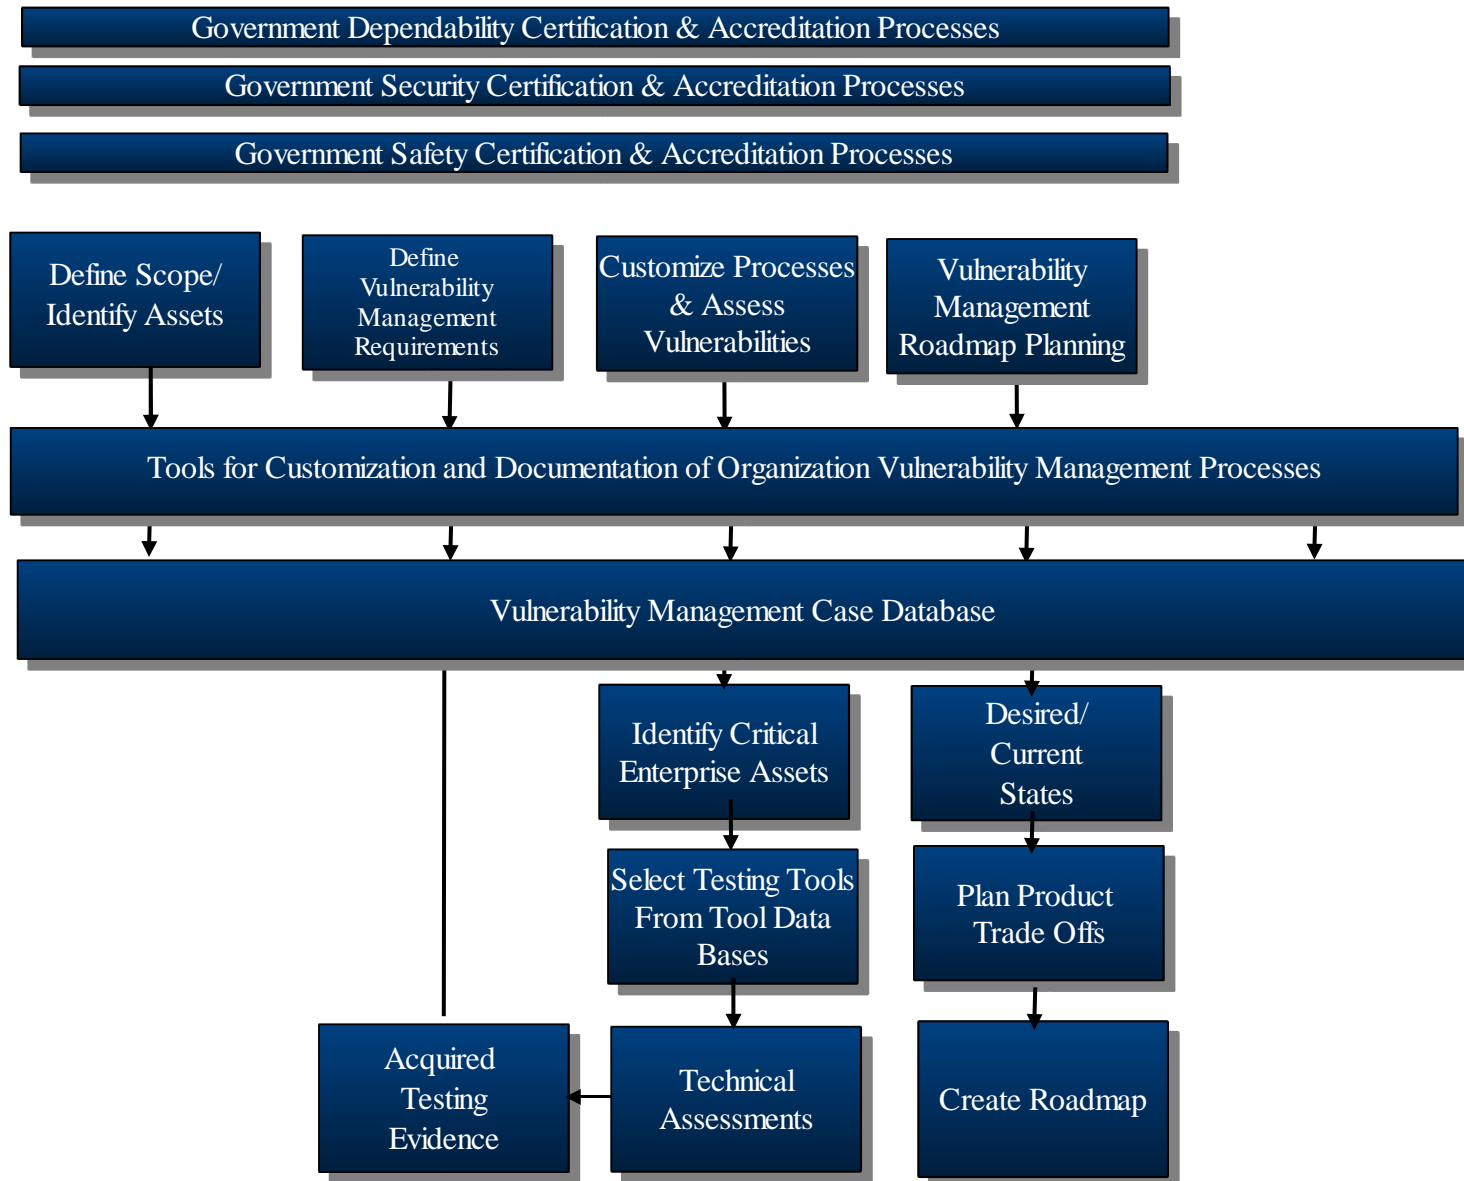 Government Dependability Certification & Accreditation Processes
Government Security Certification & Accreditation Processes
Government Safety Certification & Accreditation Processes
Define Scope/
Identify Assets
Define
Vulnerability
Management
Requirements
Customize Processes
& Assess
Vulnerabilities
Vulnerability
Management
Roadmap Planning
Tools for Customization and Documentation of Organization Vulnerability Management Processes
Vulnerability Management Case Database
Identify Critical
Enterprise Assets
Desired/
Current
States
Select Testing Tools
From Tool Data
Bases
Plan Product
Trade Offs
Acquired
Testing
Evidence
Technical
Assessments
Create Roadmap